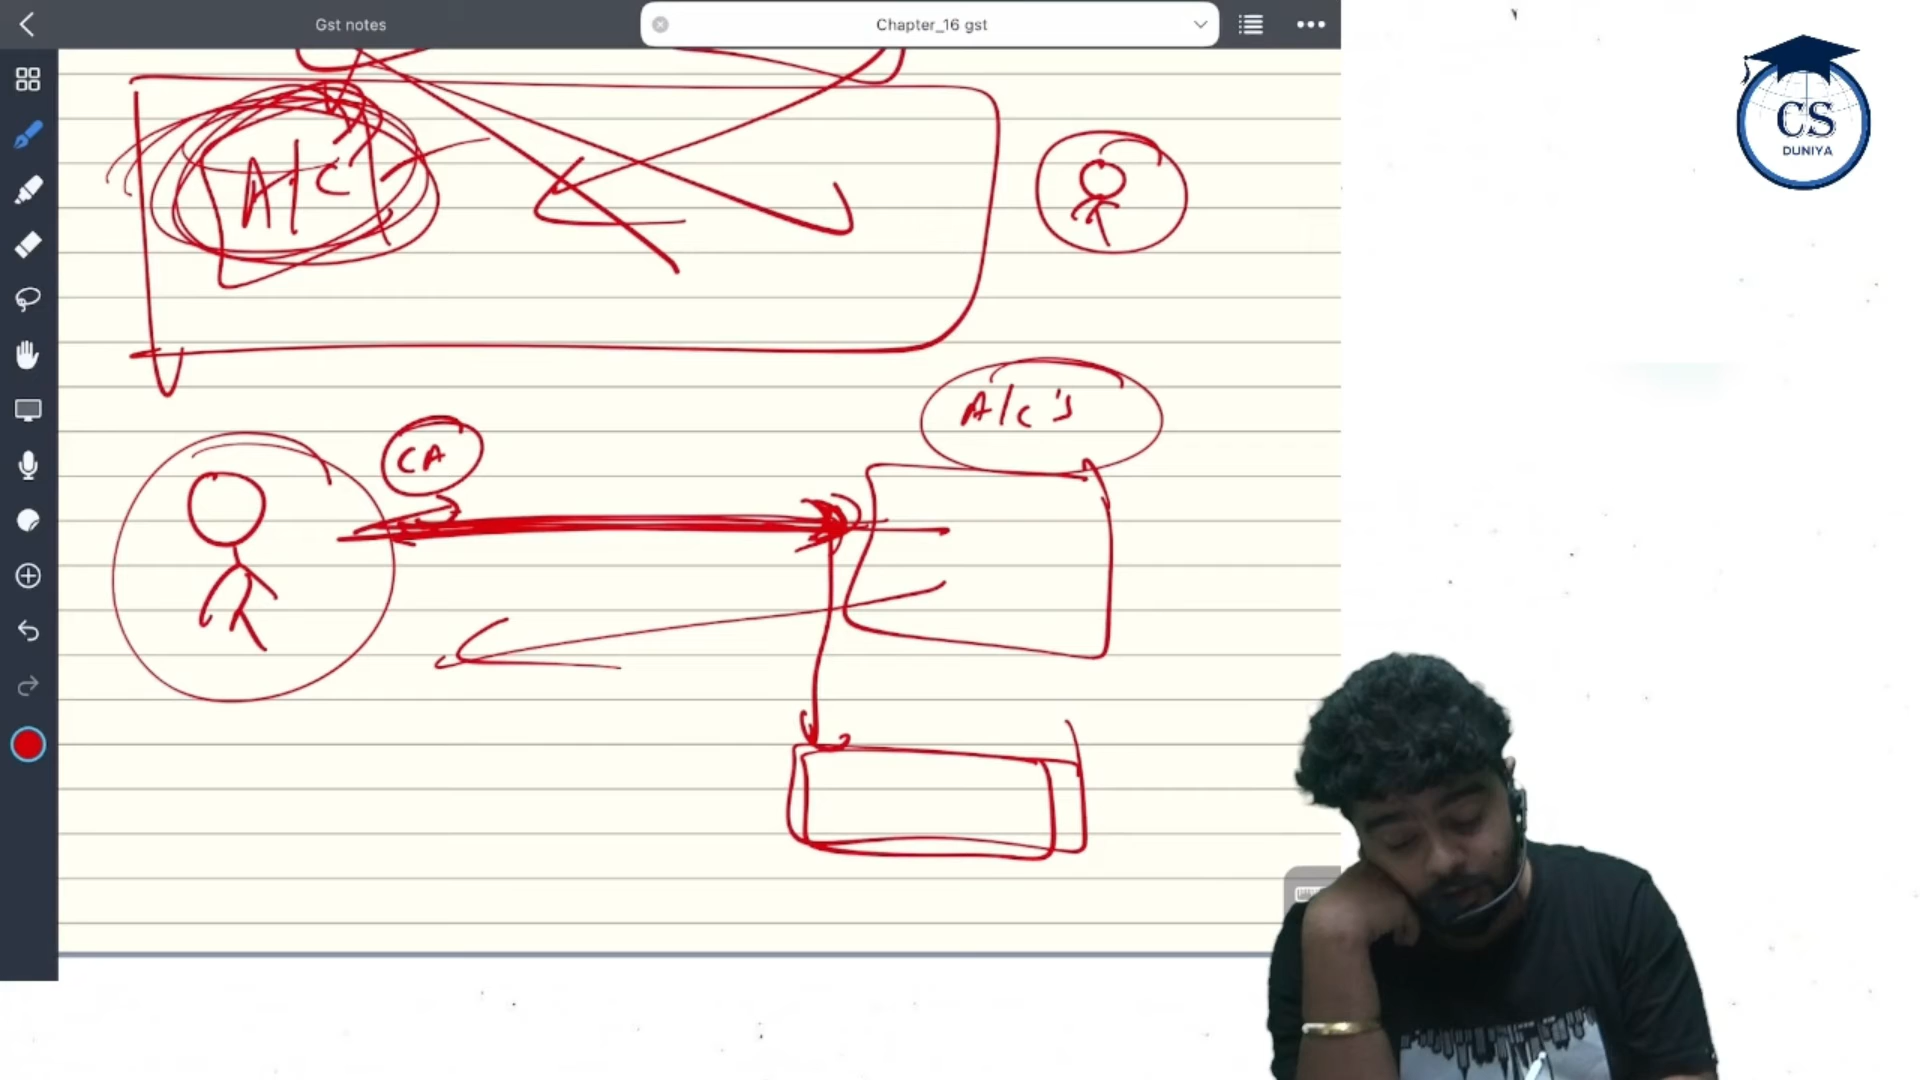 Gst notes
Chapter_16 gst
CS
DUNIYA
A/C
A/C's
CA